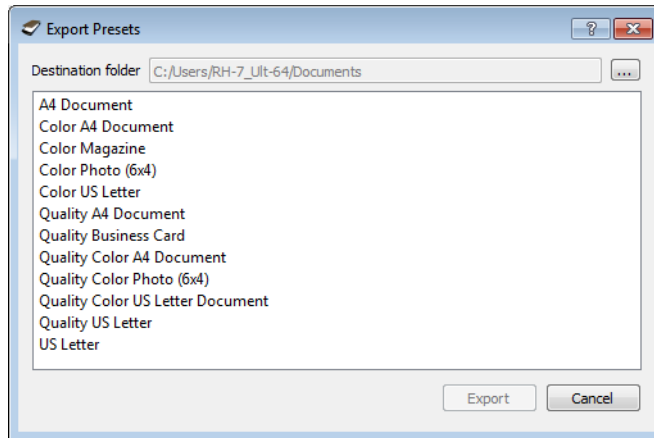 Export Presets
Destination folder C:/Users/RH-7_Ult-64/Documents ...
A4 Document
Color A4 Document
Color Magazine
Color Photo (6x4)
Color US Letter
Quality A4 Document
Quality Business Card
Quality Color A4 Document
Quality Color Photo (6x4)
Quality Color US Letter Document
Quality US Letter
US Letter
Export Cancel